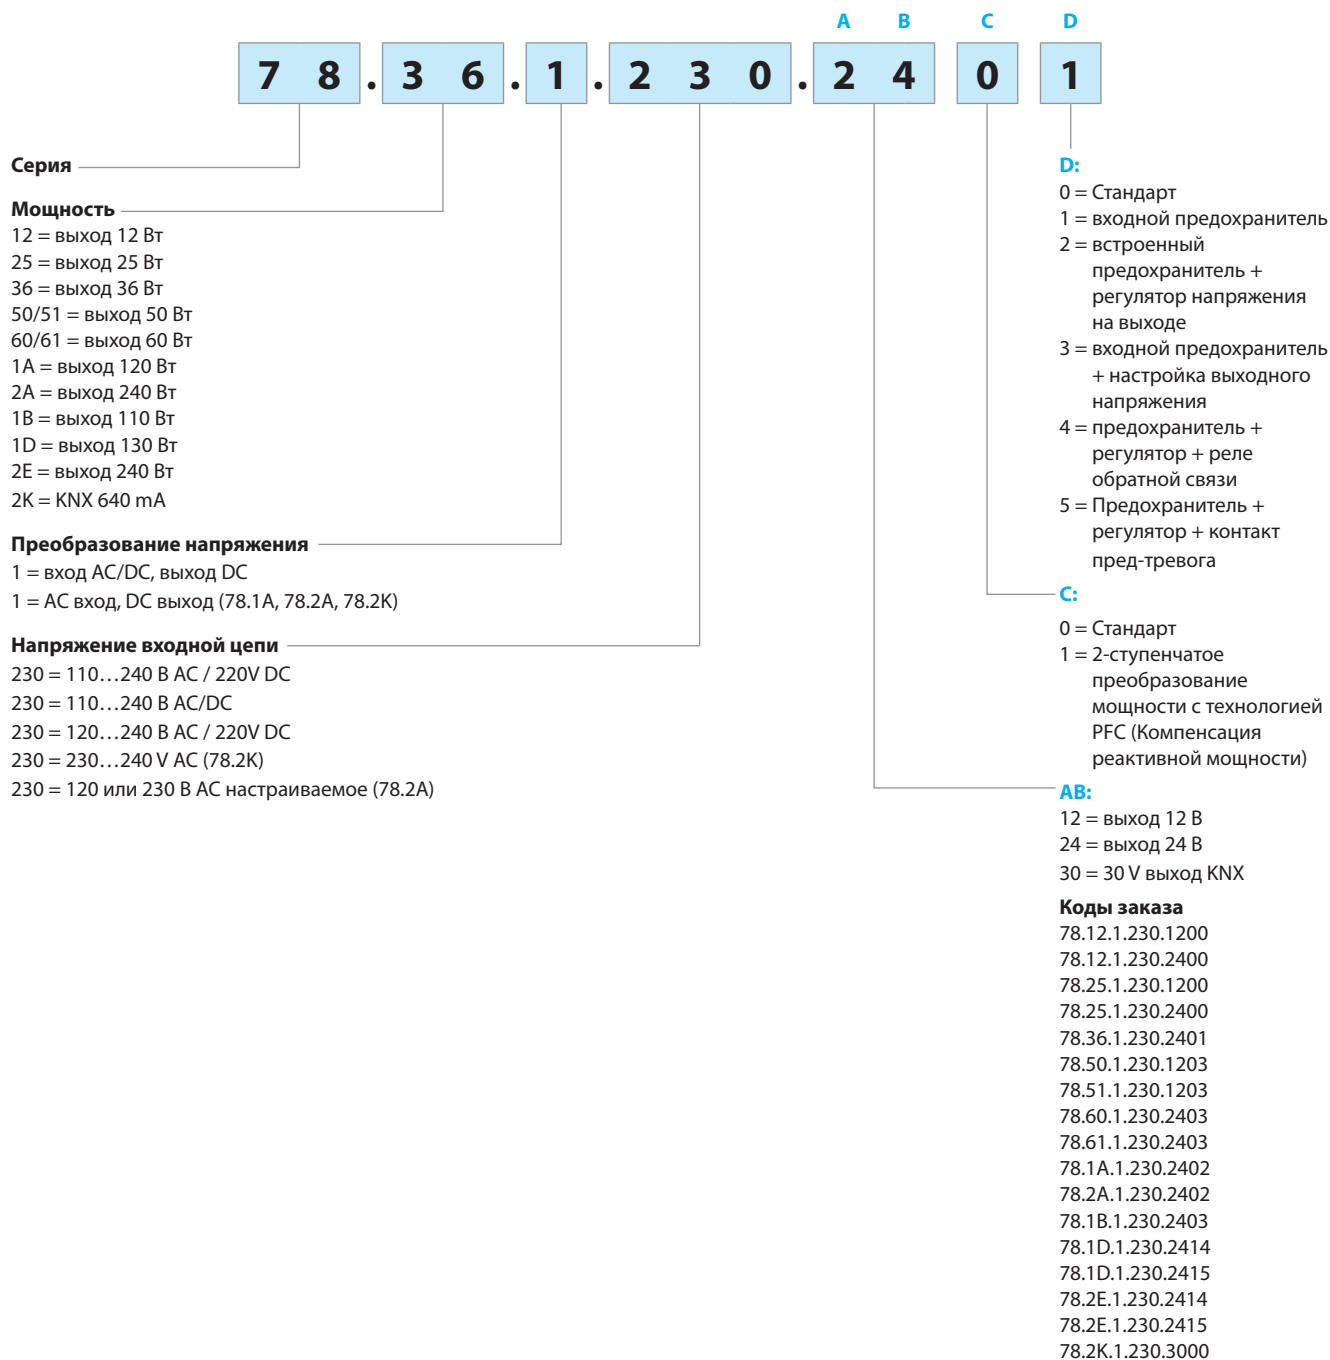 A B C D
7 8 . 3 6 . 1 . 2 3 0 . 2 4 0 1
Серия
Мощность
12 = выход 12 Вт
25 = выход 25 Вт
36 = выход 36 Вт
50/51 = выход 50 Вт
60/61 = выход 60 Вт
1A = выход 120 Вт
2A = выход 240 Вт
1B = выход 110 Вт
1D = выход 130 Вт
2E = выход 240 Вт
2K = KNX 640 mA
Преобразование напряжения
1 = вход AC/DC, выход DC
1 = AC вход, DC выход (78.1A, 78.2A, 78.2K)
Напряжение входной цепи
230 = 110…240 В AC / 220V DC
230 = 110…240 В AC/DC
230 = 120…240 В AC / 220V DC
230 = 230…240 V AC (78.2K)
230 = 120 или 230 В AC настраиваемое (78.2A)
D:
0 = Стандарт
1 = входной предохранитель
2 = встроенный
предохранитель +
регулятор напряжения
на выходе
3 = входной предохранитель
+ настройка выходного
напряжения
4 = предохранитель +
регулятор + реле
обратной связи
5 = Предохранитель +
регулятор + контакт
пред-тревога
C:
0 = Стандарт
1 = 2-ступенчатое
преобразование
мощности с технологией
PFC (Компенсация
реактивной мощности)
AB:
12 = выход 12 В
24 = выход 24 В
30 = 30 V выход KNX
Коды заказа
78.12.1.230.1200
78.12.1.230.2400
78.25.1.230.1200
78.25.1.230.2400
78.36.1.230.2401
78.50.1.230.1203
78.51.1.230.1203
78.60.1.230.2403
78.61.1.230.2403
78.1A.1.230.2402
78.2A.1.230.2402
78.1B.1.230.2403
78.1D.1.230.2414
78.1D.1.230.2415
78.2E.1.230.2414
78.2E.1.230.2415
78.2K.1.230.3000